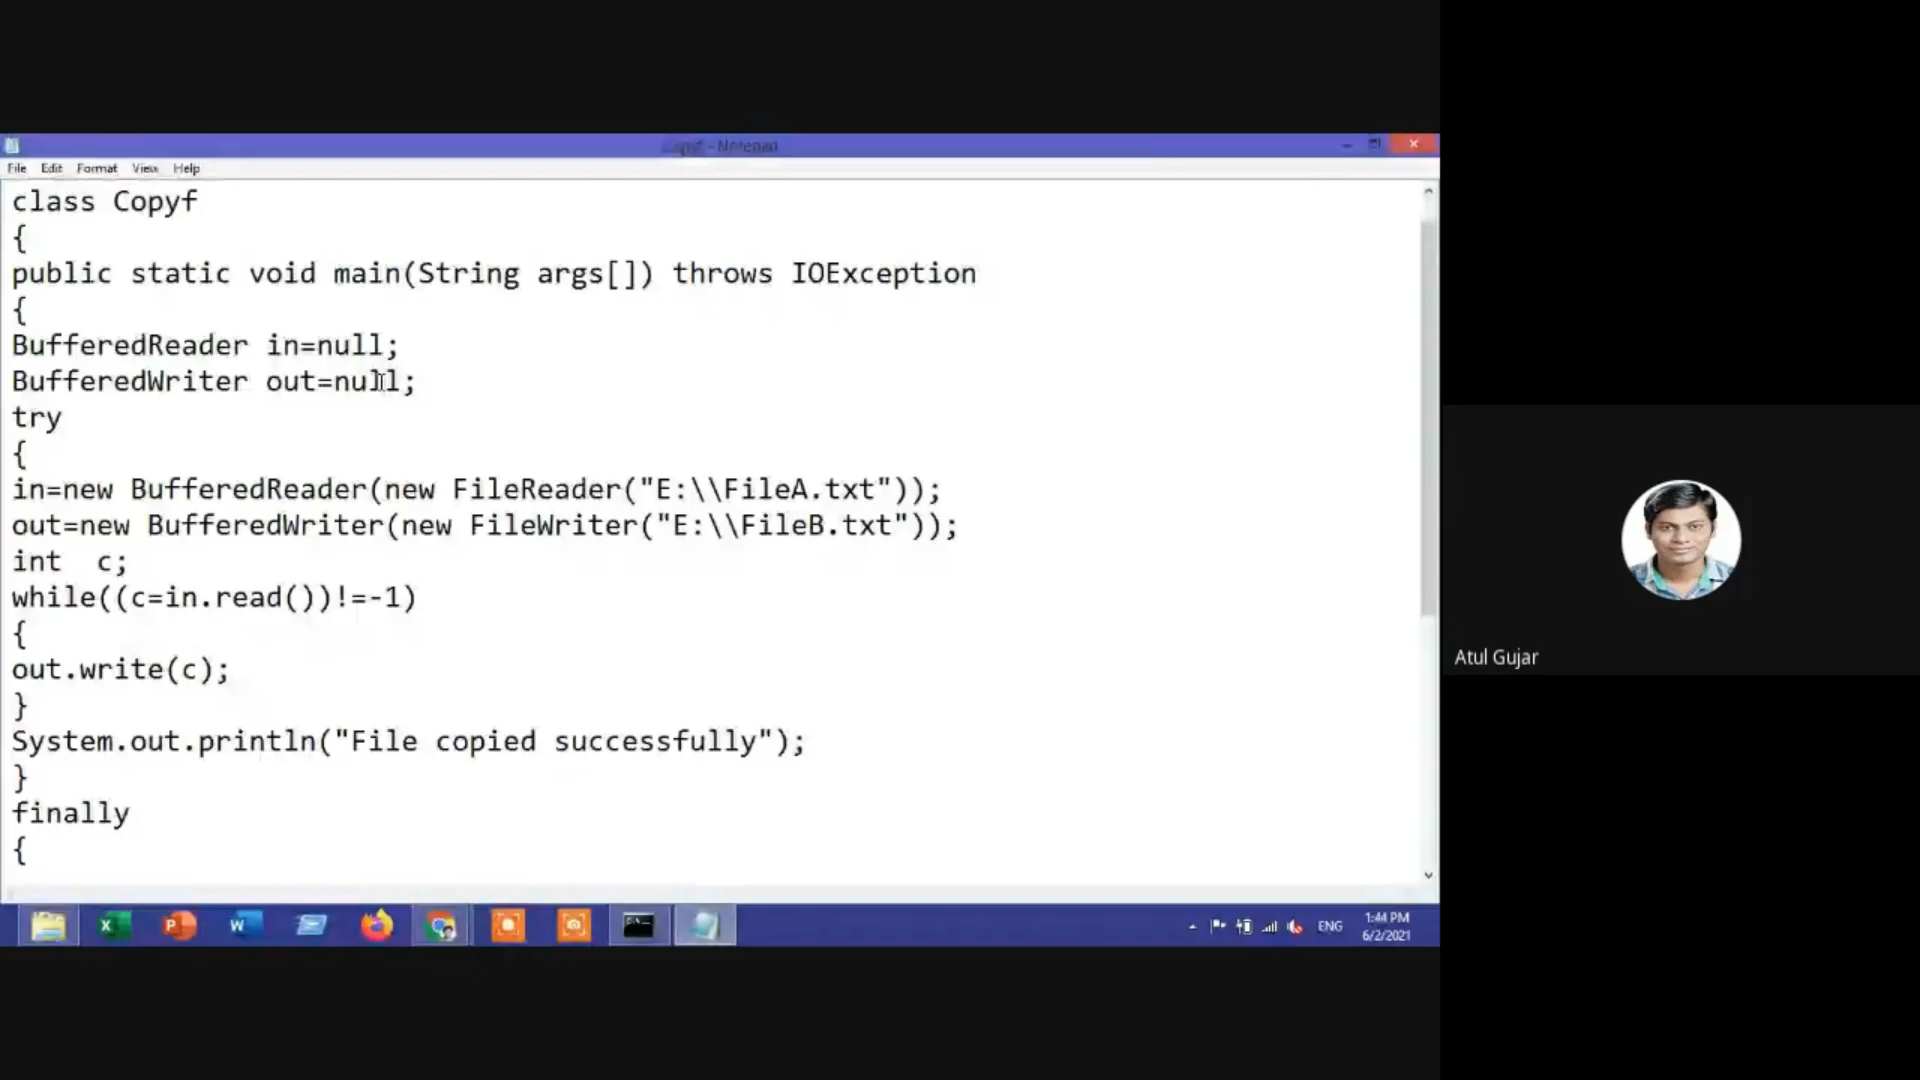 - Notepad
File Edit Format View Help
class Copyf
{
public static void main(String args[]) throws IOException
{
BufferedReader in=null;
BufferedWriter out=null;
try
{
in=new BufferedReader(new FileReader("E:\\FileA.txt"));
out=new BufferedWriter(new FileWriter("E:\\FileB.txt"));
int  c;
while((c=in.read())!=-1)
{
out.write(c);
}
System.out.println("File copied successfully");
}
finally
{
ENG
1:44 PM
6/2/2021
Atul Gujar